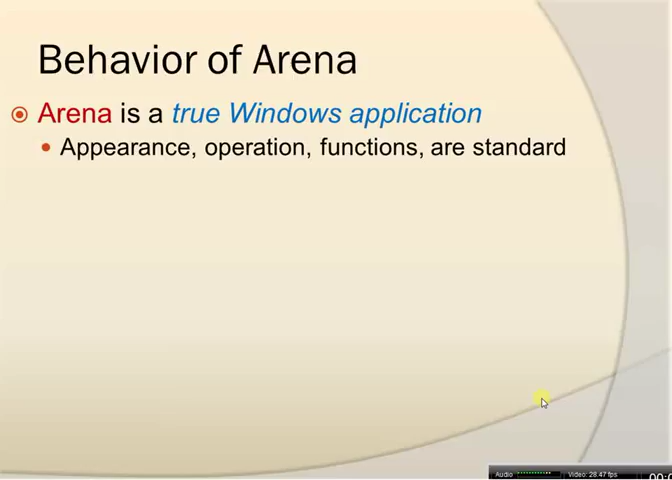 Behavior of Arena
Arena is a true Windows application
Appearance, operation, functions, are standard
Audio
Video: 28.47 fps